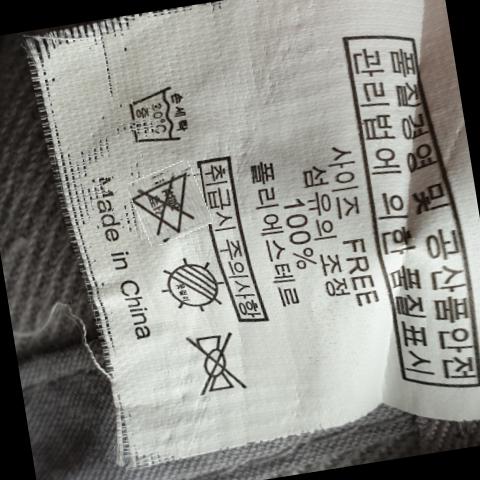 품질경영 및 공산품안전
관리법에 의한 품질표시
사이즈 FREE
섬유의 조정
100%
폴리에스테르
취급시 주의사항
손세탁
30°C
중성
Made in China